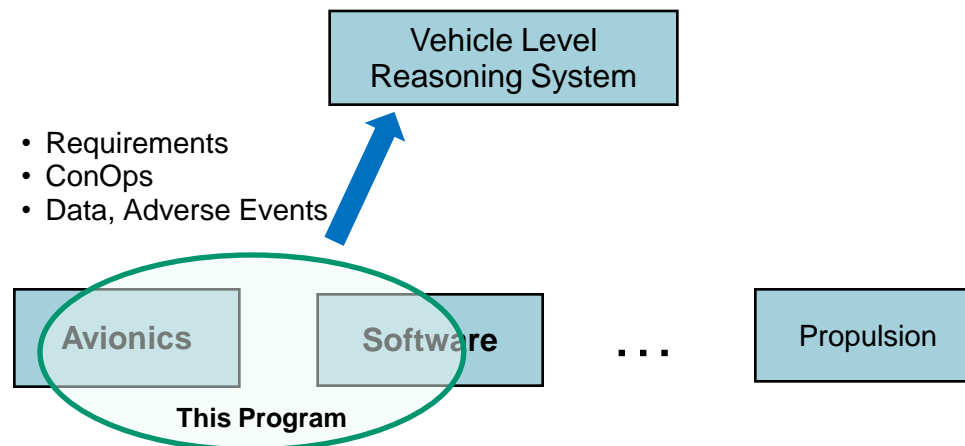 Vehicle Level
Reasoning System
• Requirements
• ConOps
• Data, Adverse Events
Avionics
Software
...
Propulsion
This Program